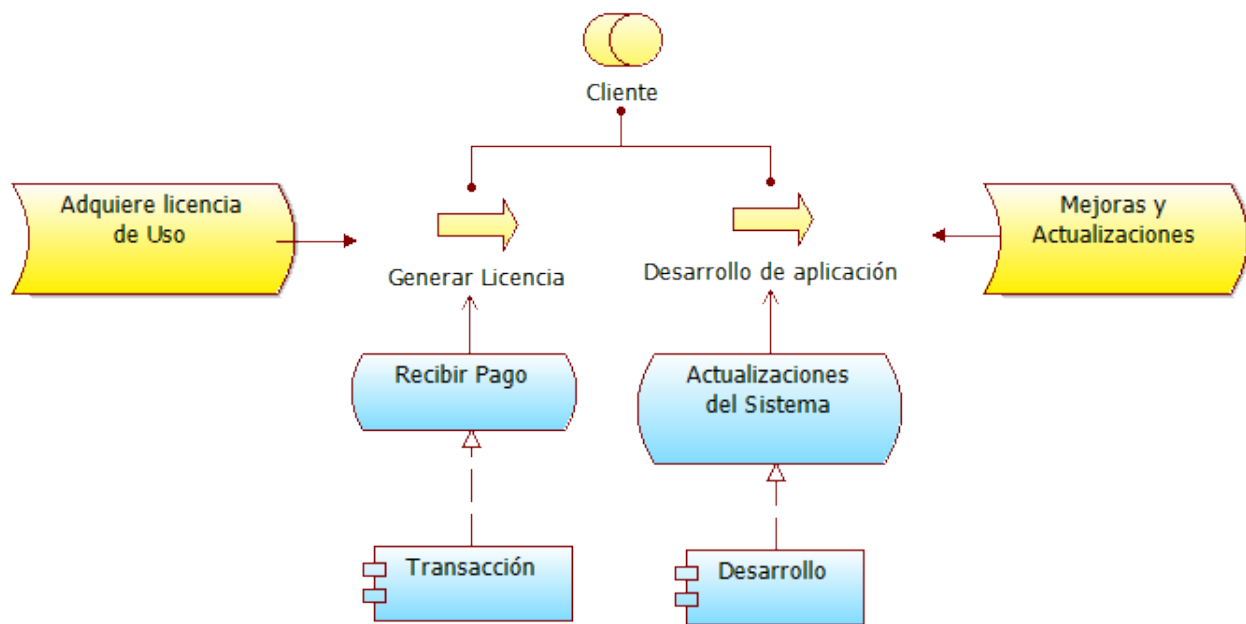 Cliente
Adquiere licencia
de Uso
Mejoras y
Actualizaciones
Generar Licencia
Desarrollo de aplicación
Recibir Pago
Actualizaciones
del Sistema
Transacción
Desarrollo